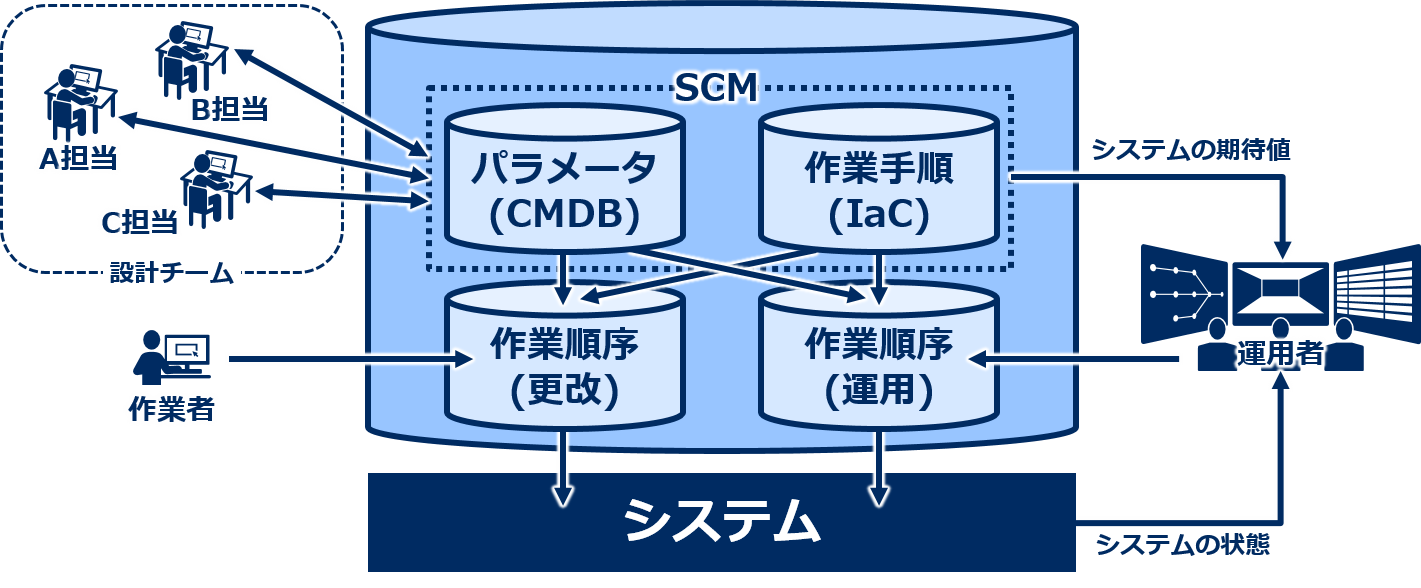 SCM
B担当
A担当
C担当
設計チーム
パラメータ
(CMDB)
作業手順
(IaC)
システムの期待値
作業者
作業順序
(更改)
作業順序
(運用)
運用者
システム
システムの状態